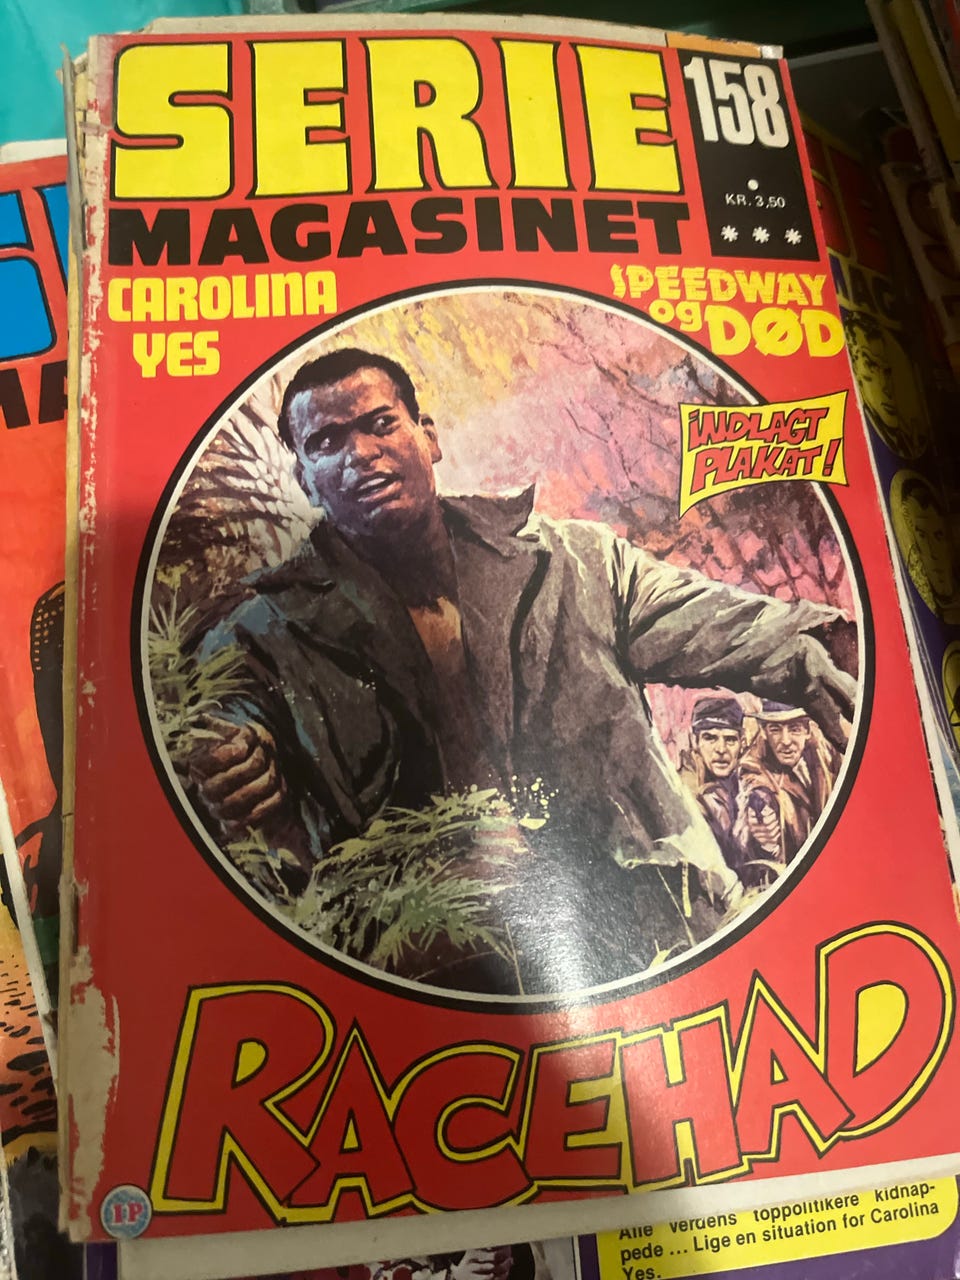 SERIE
MAGASINET
158
KR. 3,50
* * *
CAROLINA
YES
SPEEDWAY
og DØD
INDLAGT
PLAKAT!
RACEHAD
IP
Alle verdens toppolitikere kidnap-
pede ... Lige en situation for Carolina
Yes.